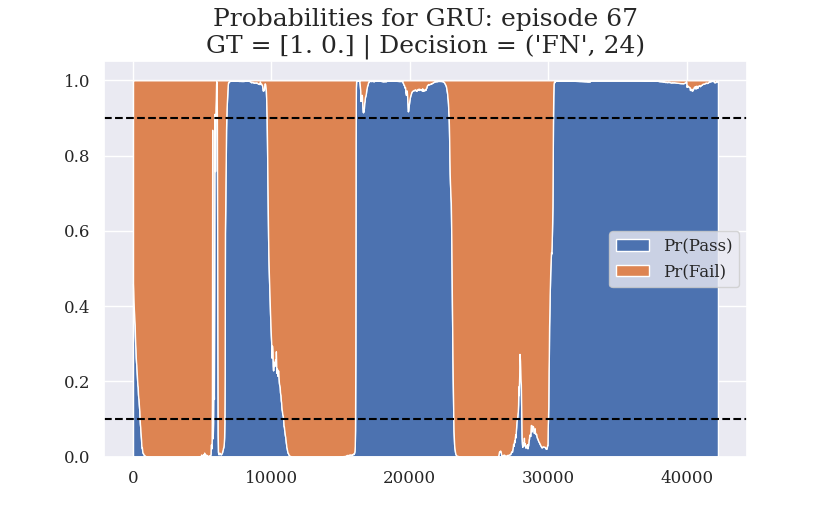 Probabilities for GRU: episode 67
GT = [1. 0.] | Decision = ('FN', 24)
1.0
0.8
0.6
0.4
0.2
0.0
Pr(Pass)
Pr(Fail)
0
10000
20000
30000
40000